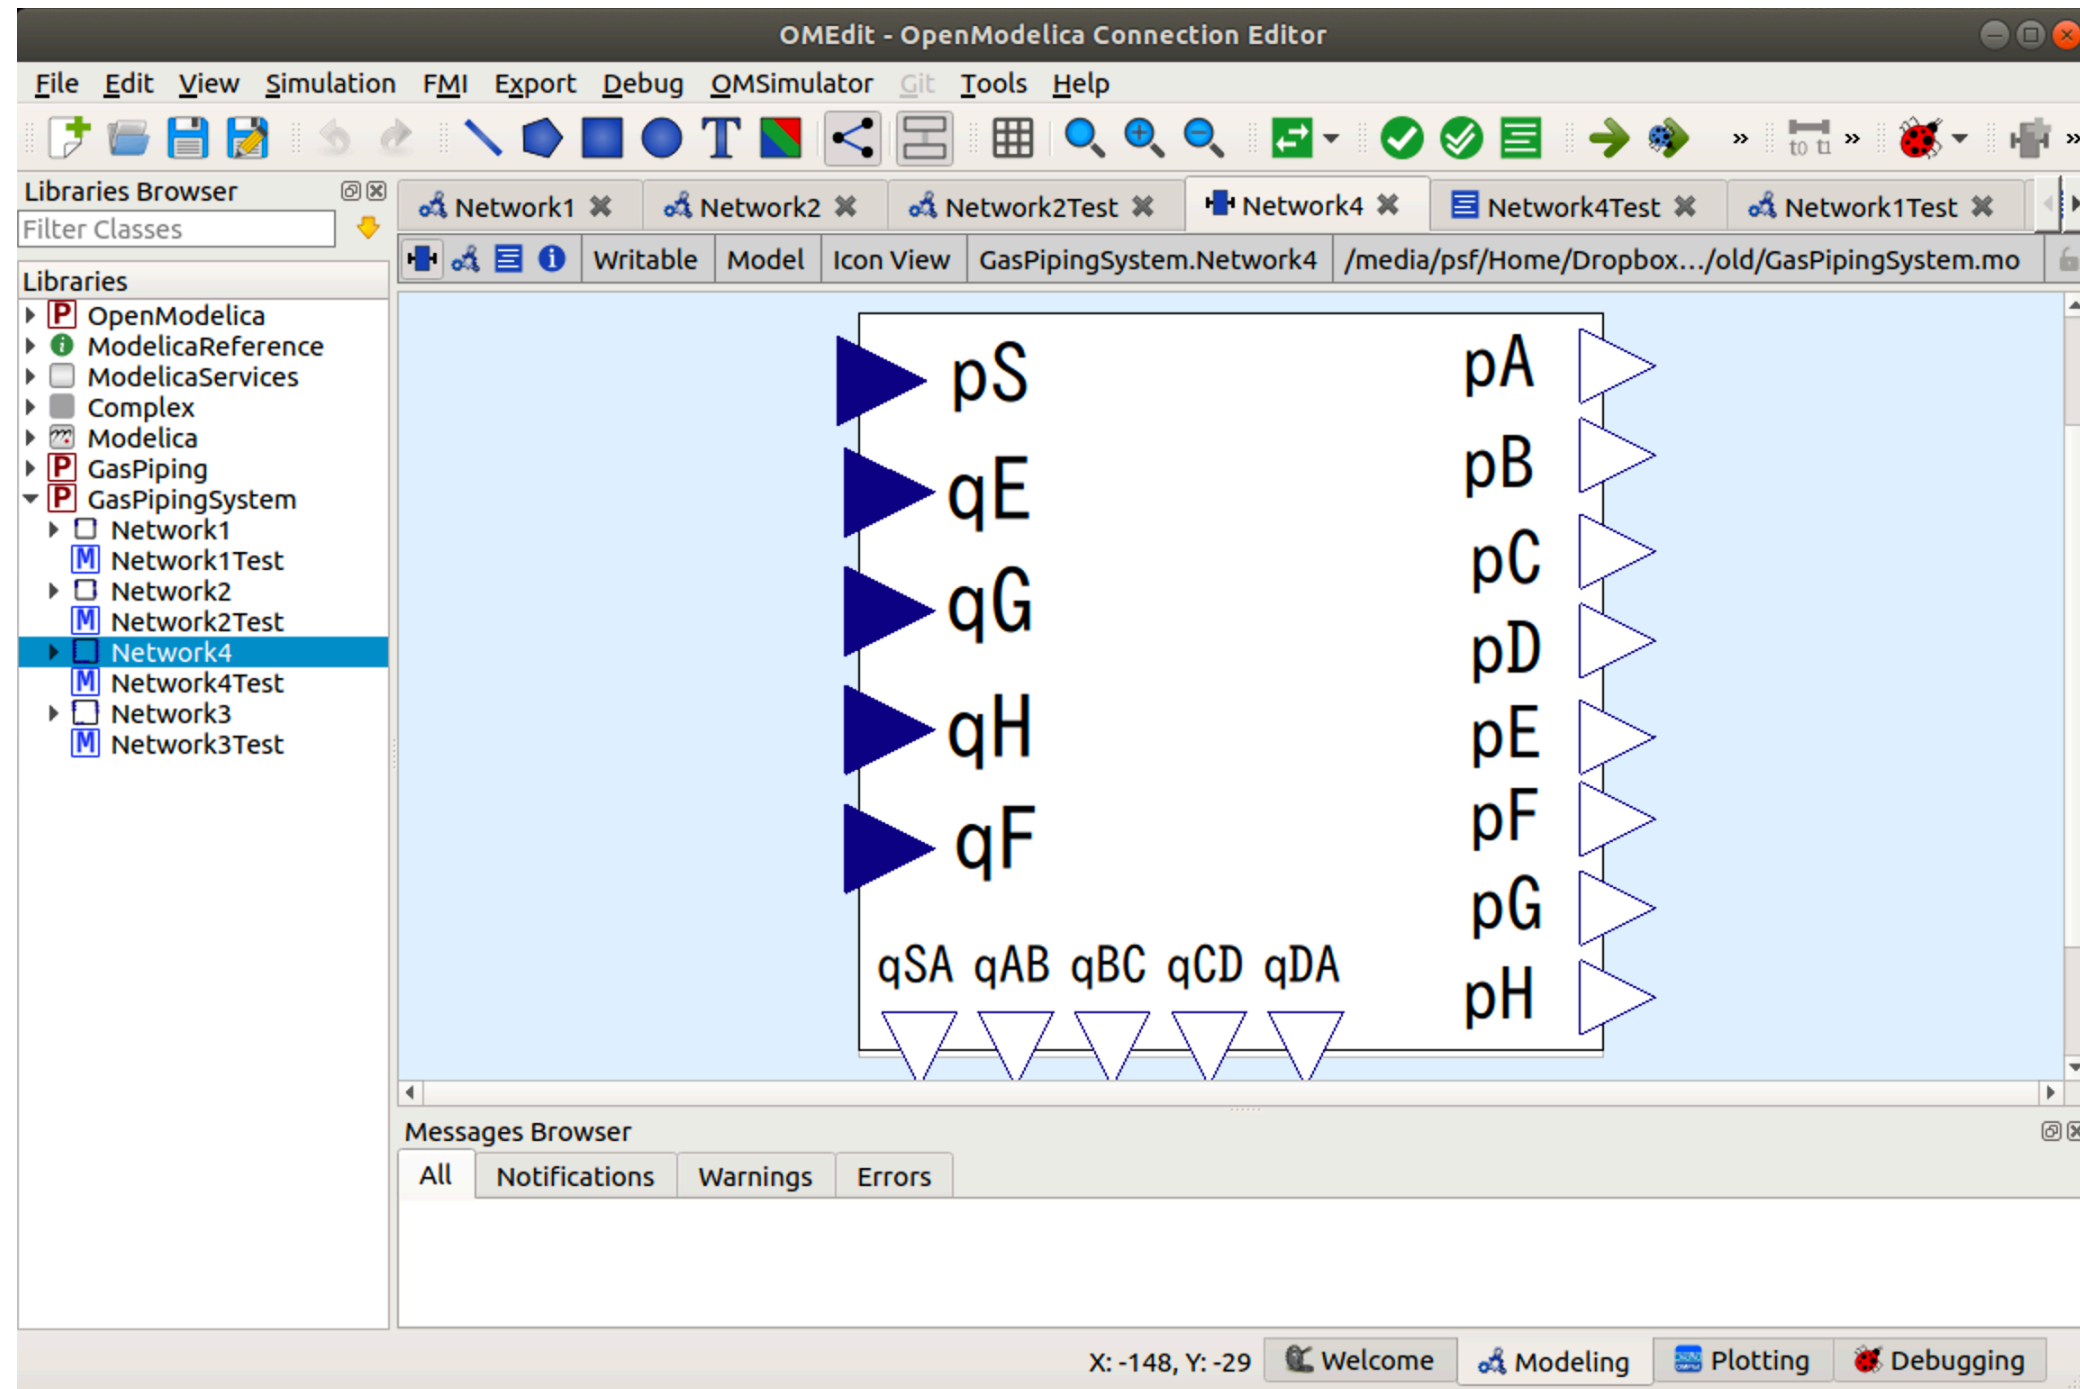 OMEdit - OpenModelica Connection Editor
File Edit View Simulation FMI Export Debug OMSimulator Git Tools Help
T » to t1 » »
Libraries Browser
Filter Classes
Network1 Network2 Network2Test Network4 Network4Test Network1Test
Writable Model Icon View GasPipingSystem.Network4 /media/psf/Home/Dropbox.../old/GasPipingSystem.mo
Libraries
P OpenModelica
i ModelicaReference
ModelicaServices
Complex
Modelica
P GasPiping
P GasPipingSystem
Network1
M Network1Test
Network2
M Network2Test
Network4
M Network4Test
Network3
M Network3Test
pS
qE
qG
qH
qF
pA
pB
pC
pD
pE
pF
pG
pH
qSA qAB qBC qCD qDA
Messages Browser
All Notifications Warnings Errors
X: -148, Y: -29 Welcome Modeling Plotting Debugging